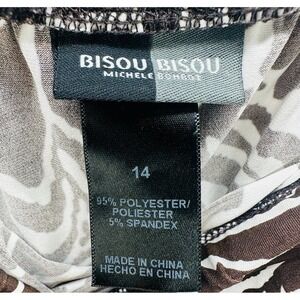 BISOU BISOU
MICHELE BOHBOT
14
95% POLYESTER/
POLIESTER
5% SPANDEX
MADE IN CHINA
HECHO EN CHINA